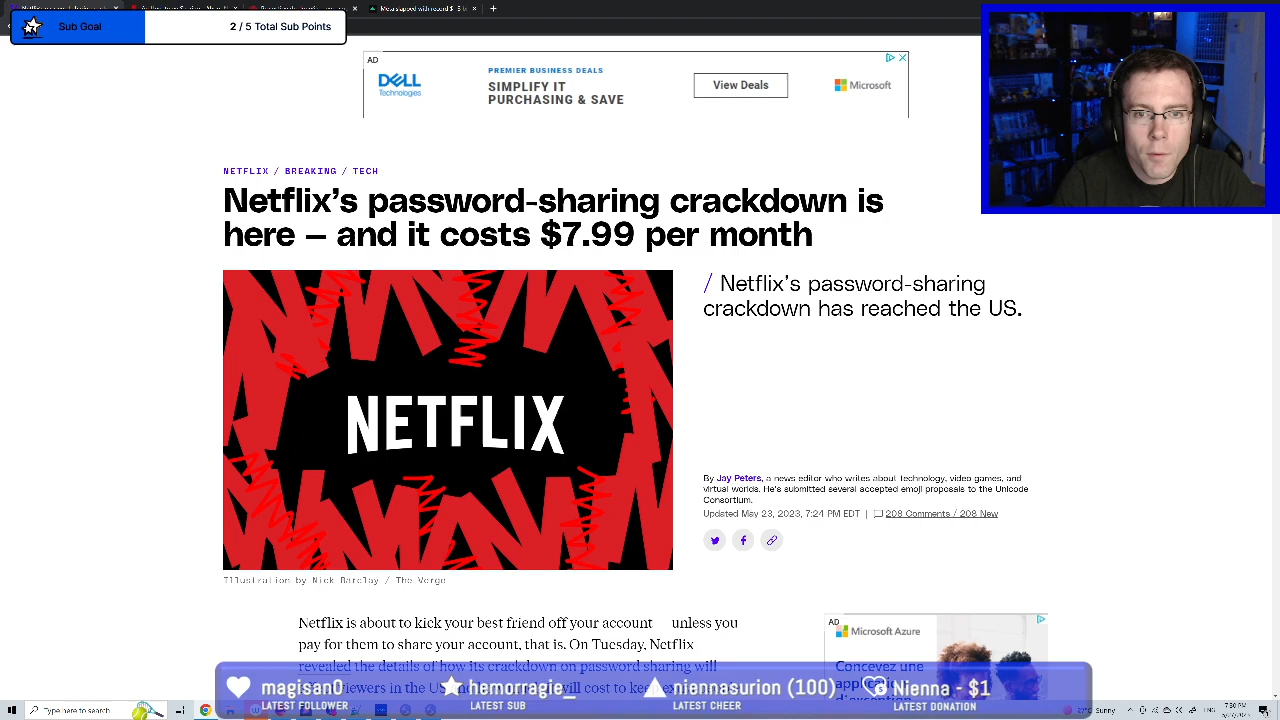 Sub Goal
2 / 5 Total Sub Points
AD
DELL
Technologies
PREMIER BUSINESS DEALS
SIMPLIFY IT
PURCHASING & SAVE
View Deals
Microsoft
NETFLIX / BREAKING / TECH
Netflix’s password-sharing crackdown is
here — and it costs $7.99 per month
NETFLIX
/ Netflix’s password-sharing
crackdown has reached the US.
By Jay Peters, a news editor who writes about technology, video games, and
virtual worlds. He's submitted several accepted emoji proposals to the Unicode
Consortium.
Updated May 23, 2023, 7:24 PM EDT | 208 Comments / 208 New
Illustration by Nick Barclay / The Verge
Netflix is about to kick your best friend off your account — unless you
pay for them to share your account, that is. On Tuesday, Netflix
revealed the details of how its crackdown on password sharing will
AD
Microsoft Azure
Concevez une
magisan0
LATEST FOLLOWER
LATEST SUB
(100)
LATEST CHEER
Nienna - $1
LATEST DONATION
Type here to search